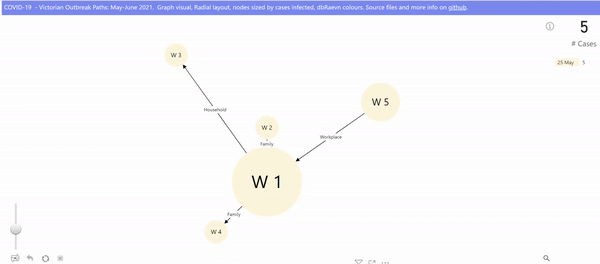 COVID-19 - Victorian Outbreak Paths: May-June 2021. Graph visual, Radial layout, nodes sized by cases infected, dbRaevn colours. Source files and more info on github.
5
# Cases
25 May 5
W 3
Household
W 5
W 2
Workplace
Family
W 1
Family
W 4